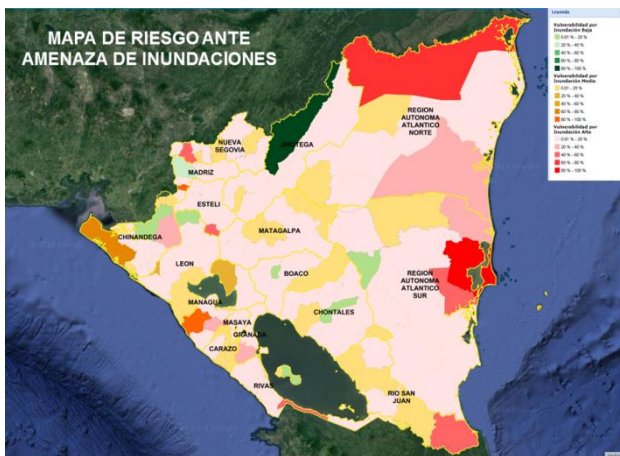 MAPA DE RIESGO ANTE
AMENAZA DE INUNDACIONES
Leyenda
Vulnerabilidad por
Inundación Baja
0.01 % - 20 %
20 % - 40 %
40 % - 60 %
60 % - 80 %
80 % - 100 %
Vulnerabilidad por
Inundación Media
0.01 - 20 %
20 % - 40 %
40 % - 60 %
60 % - 80 %
80 % - 100 %
Vulnerabilidad por
Inundación Alta
0.01 % - 20 %
20 % - 40 %
40 % - 60 %
60 % - 80 %
80 % - 100 %
REGION
AUTONOMA
ATLANTICO
NORTE
NUEVA
SEGOVIA
JINOTEGA
MADRIZ
ESTELI
CHINANDEGA
MATAGALPA
LEON
BOACO
REGION
AUTONOMA
ATLANTICO
SUR
MANAGUA
CHONTALES
MASAYA
GRANADA
CARAZO
RIVAS
RIO SAN
JUAN